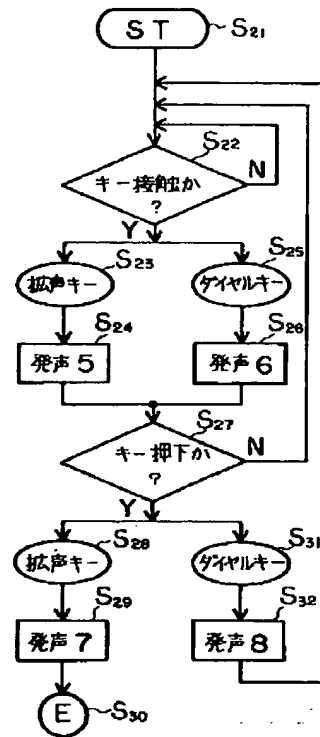 ST
S21
S22
キー接触か
?
N
Y
S23
拡声キー
S25
ダイヤルキー
S24
発声5
S26
発声6
S27
キー押下か
?
N
Y
S28
拡声キー
S31
ダイヤルキー
S29
発声7
S32
発声8
E
S30